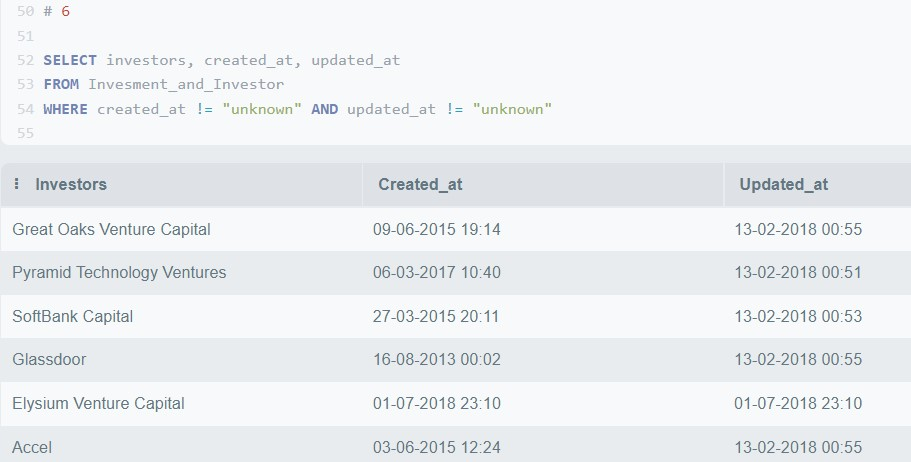 50 # 6
51
52 SELECT investors, created_at, updated_at
53 FROM Invesment_and_Investor
54 WHERE created_at != "unknown" AND updated_at != "unknown"
55
Investors Created_at Updated_at
Great Oaks Venture Capital 09-06-2015 19:14 13-02-2018 00:55
Pyramid Technology Ventures 06-03-2017 10:40 13-02-2018 00:51
SoftBank Capital 27-03-2015 20:11 13-02-2018 00:53
Glassdoor 16-08-2013 00:02 13-02-2018 00:55
Elysium Venture Capital 01-07-2018 23:10 01-07-2018 23:10
Accel 03-06-2015 12:24 13-02-2018 00:55